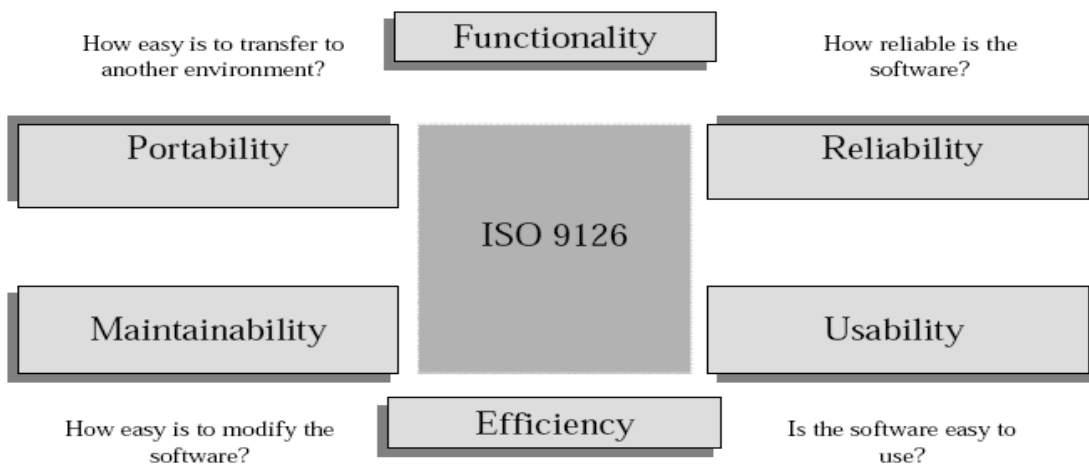 Functionality
How easy is to transfer to
another environment?
How reliable is the
software?
Portability
Reliability
ISO 9126
Maintainability
Usability
Efficiency
How easy is to modify the
software?
Is the software easy to
use?